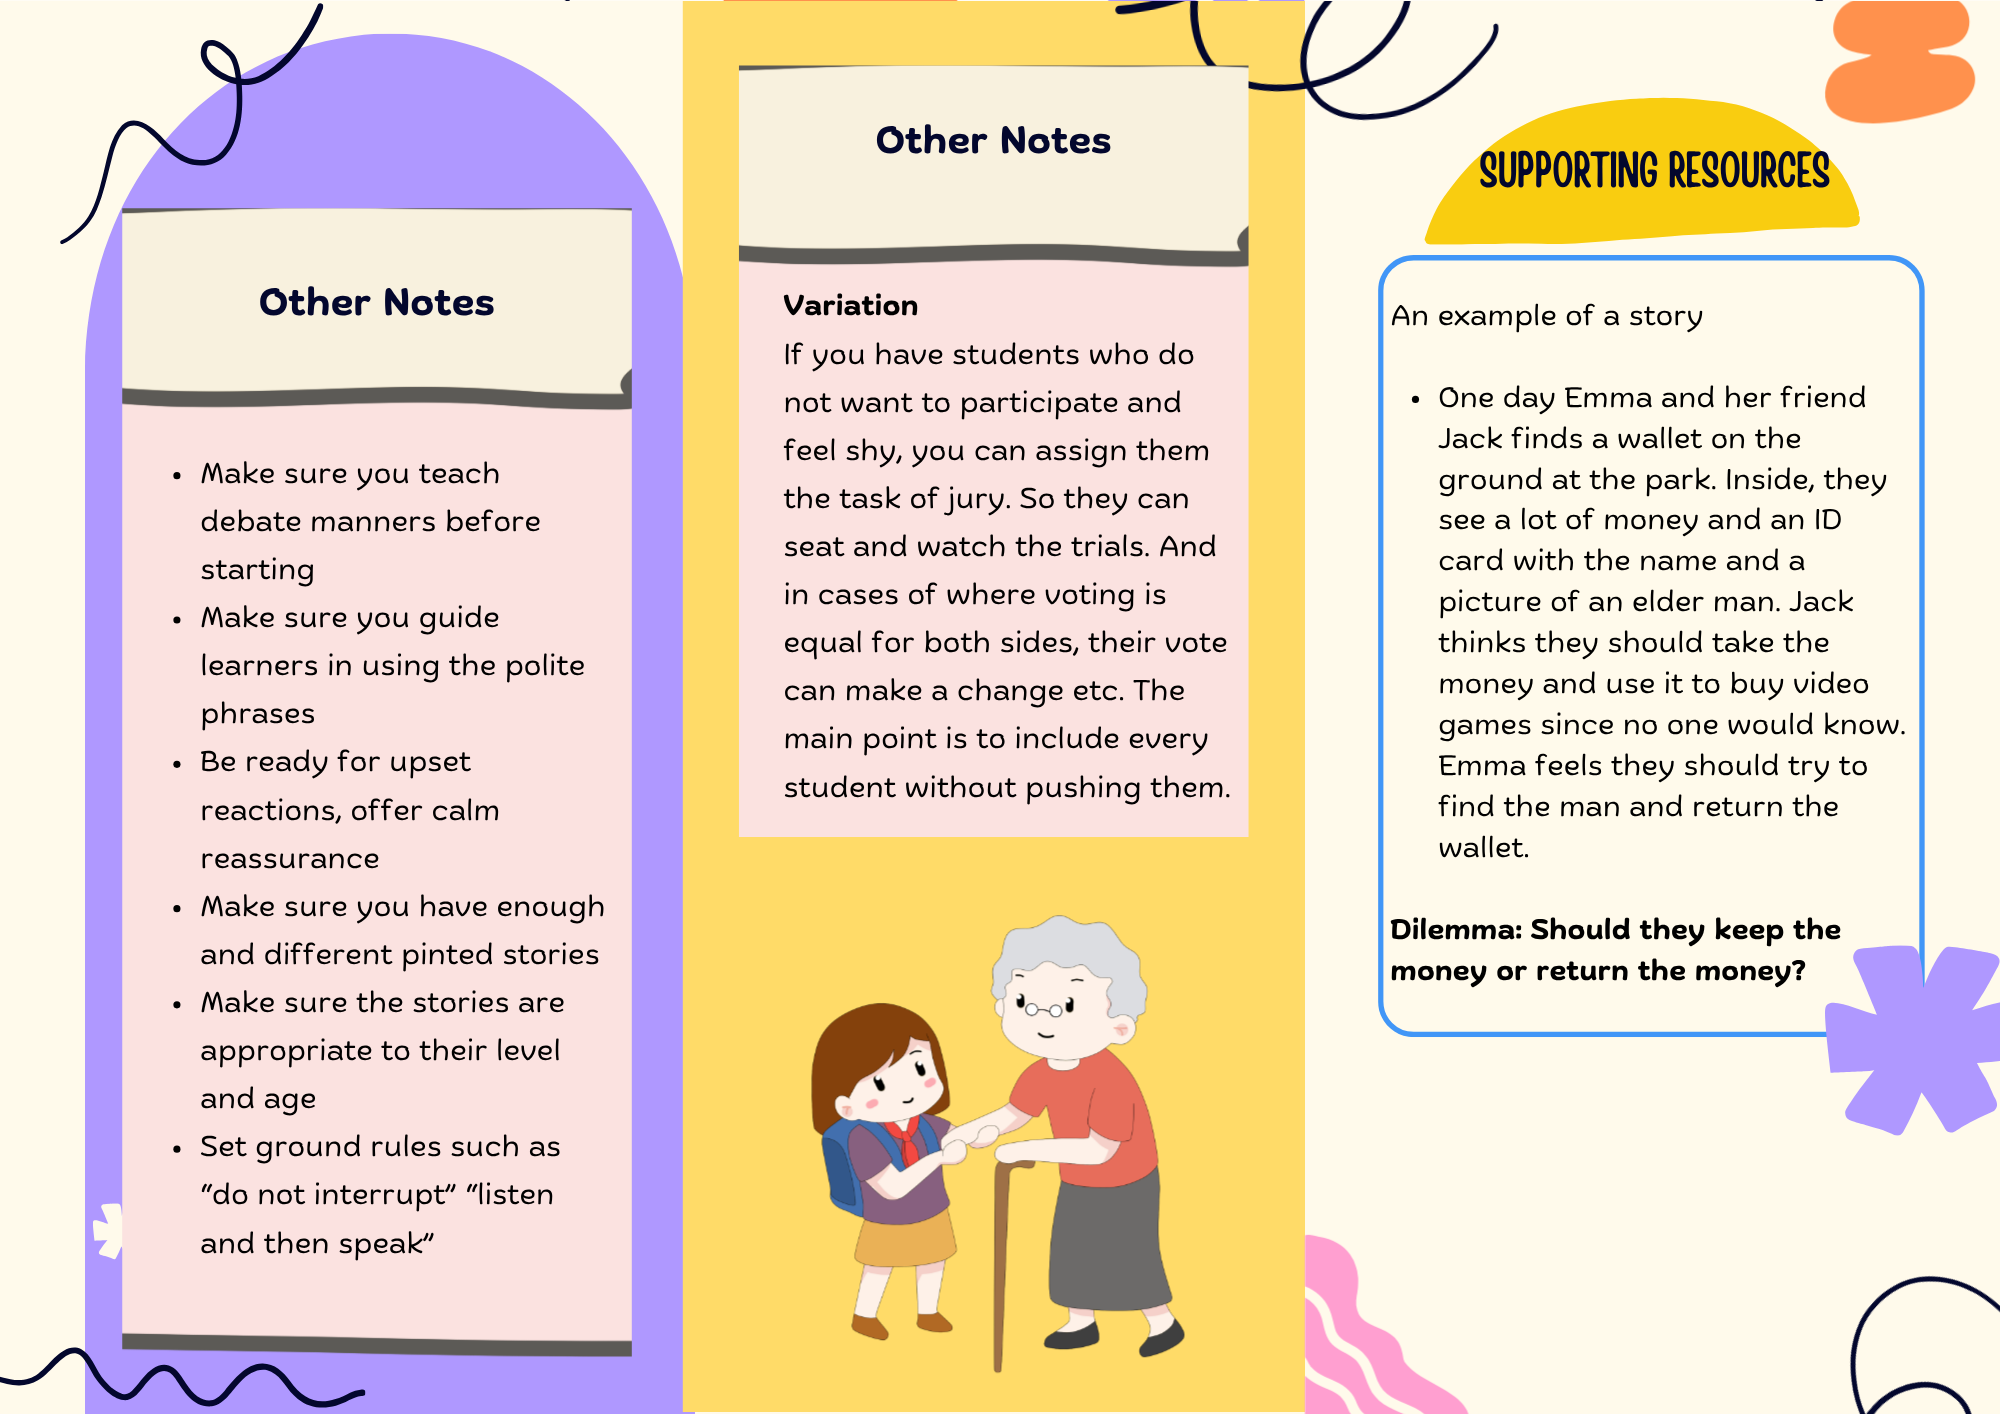 Other Notes
• Make sure you teach
debate manners before
starting
• Make sure you guide
learners in using the polite
phrases
• Be ready for upset
reactions, offer calm
reassurance
• Make sure you have enough
and different pinted stories
• Make sure the stories are
appropriate to their level
and age
• Set ground rules such as
“do not interrupt” “listen
and then speak”
Other Notes
Variation
If you have students who do
not want to participate and
feel shy, you can assign them
the task of jury. So they can
seat and watch the trials. And
in cases of where voting is
equal for both sides, their vote
can make a change etc. The
main point is to include every
student without pushing them.
SUPPORTING RESOURCES
An example of a story
• One day Emma and her friend
Jack finds a wallet on the
ground at the park. Inside, they
see a lot of money and an ID
card with the name and a
picture of an elder man. Jack
thinks they should take the
money and use it to buy video
games since no one would know.
Emma feels they should try to
find the man and return the
wallet.
Dilemma: Should they keep the
money or return the money?